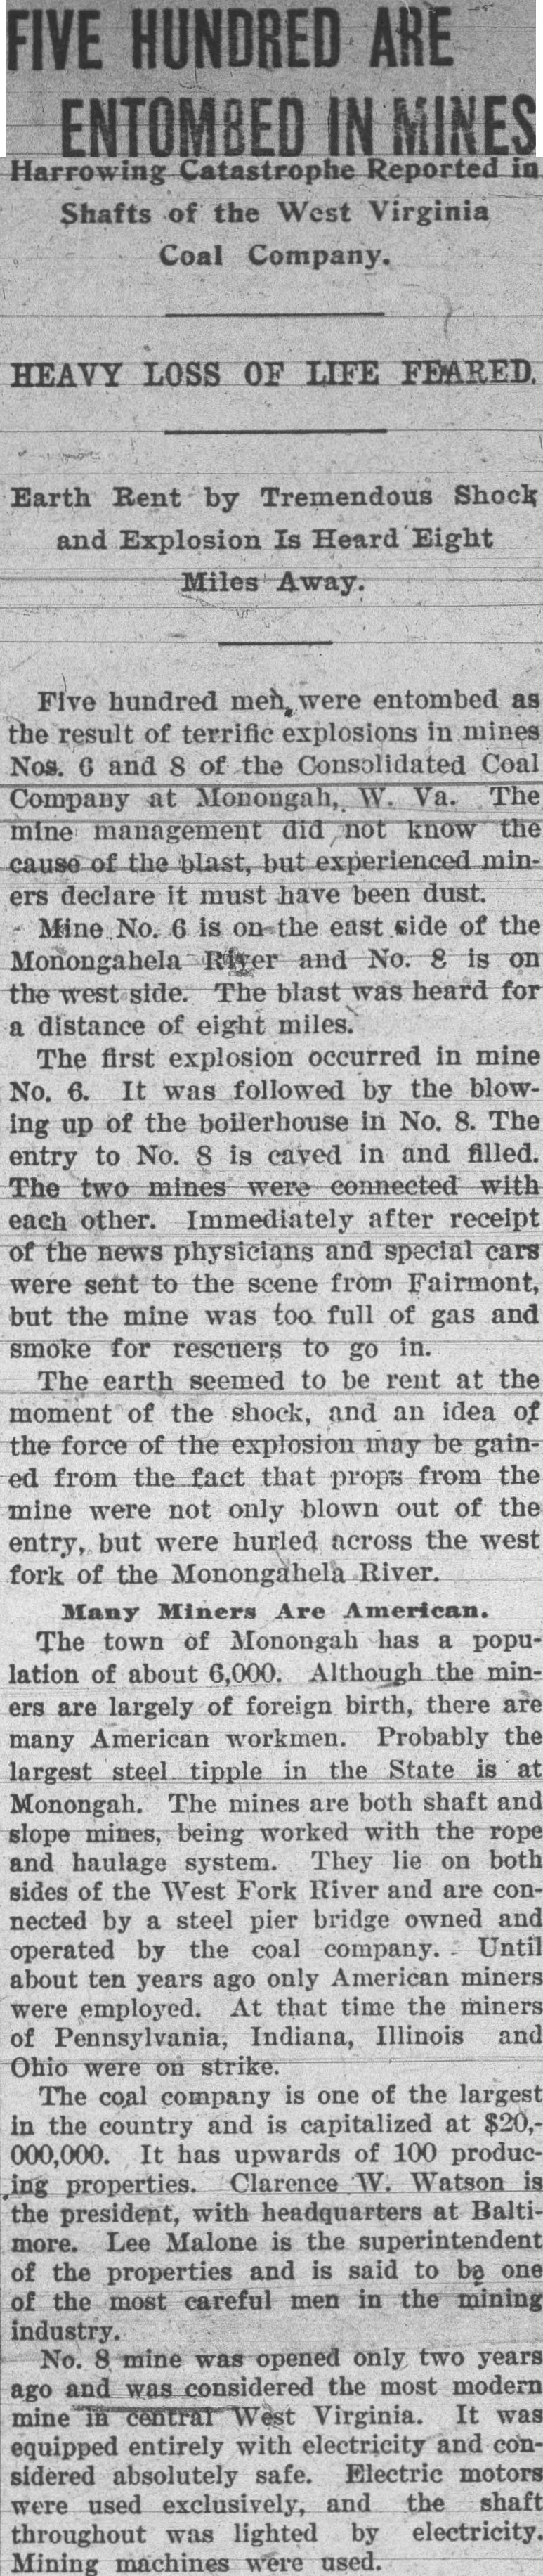 FIVE HUNDRED ARE
ENTOMBED IN MINES
Harrowing Catastrophe Reported in
Shafts of the West Virginia
Coal Company.
HEAVY LOSS OF LIFE FEARED.
Earth Rent by Tremendous Shock
and Explosion Is Heard Eight
Miles Away.
Five hundred men were entombed as
the result of terrific explosions in mines
Nos. 6 and 8 of the Consolidated Coal
Company at Monongah, W. Va. The
mine management did not know the
cause of the blast, but experienced min-
ers declare it must have been dust.
Mine No. 6 is on the east side of the
Monongahela River and No. 8 is on
the west side. The blast was heard for
a distance of eight miles.
The first explosion occurred in mine
No. 6. It was followed by the blow-
ing up of the boilerhouse in No. 8. The
entry to No. 8 is caved in and filled.
The two mines were connected with
each other. Immediately after receipt
of the news physicians and special cars
were sent to the scene from Fairmont,
but the mine was too full of gas and
smoke for rescuers to go in.
The earth seemed to be rent at the
moment of the shock, and an idea of
the force of the explosion may be gain-
ed from the fact that props from the
mine were not only blown out of the
entry, but were hurled across the west
fork of the Monongahela River.
Many Miners Are American.
The town of Monongah has a popu-
lation of about 6,000. Although the min-
ers are largely of foreign birth, there are
many American workmen. Probably the
largest steel tipple in the State is at
Monongah. The mines are both shaft and
slope mines, being worked with the rope
and haulage system. They lie on both
sides of the West Fork River and are con-
nected by a steel pier bridge owned and
operated by the coal company. Until
about ten years ago only American miners
were employed. At that time the miners
of Pennsylvania, Indiana, Illinois and
Ohio were on strike.
The coal company is one of the largest
in the country and is capitalized at $20,-
000,000. It has upwards of 100 produc-
ing properties. Clarence W. Watson is
the president, with headquarters at Balti-
more. Lee Malone is the superintendent
of the properties and is said to be one
of the most careful men in the mining
industry.
No. 8 mine was opened only two years
ago and was considered the most modern
mine in central West Virginia. It was
equipped entirely with electricity and con-
sidered absolutely safe. Electric motors
were used exclusively, and the shaft
throughout was lighted by electricity.
Mining machines were used.